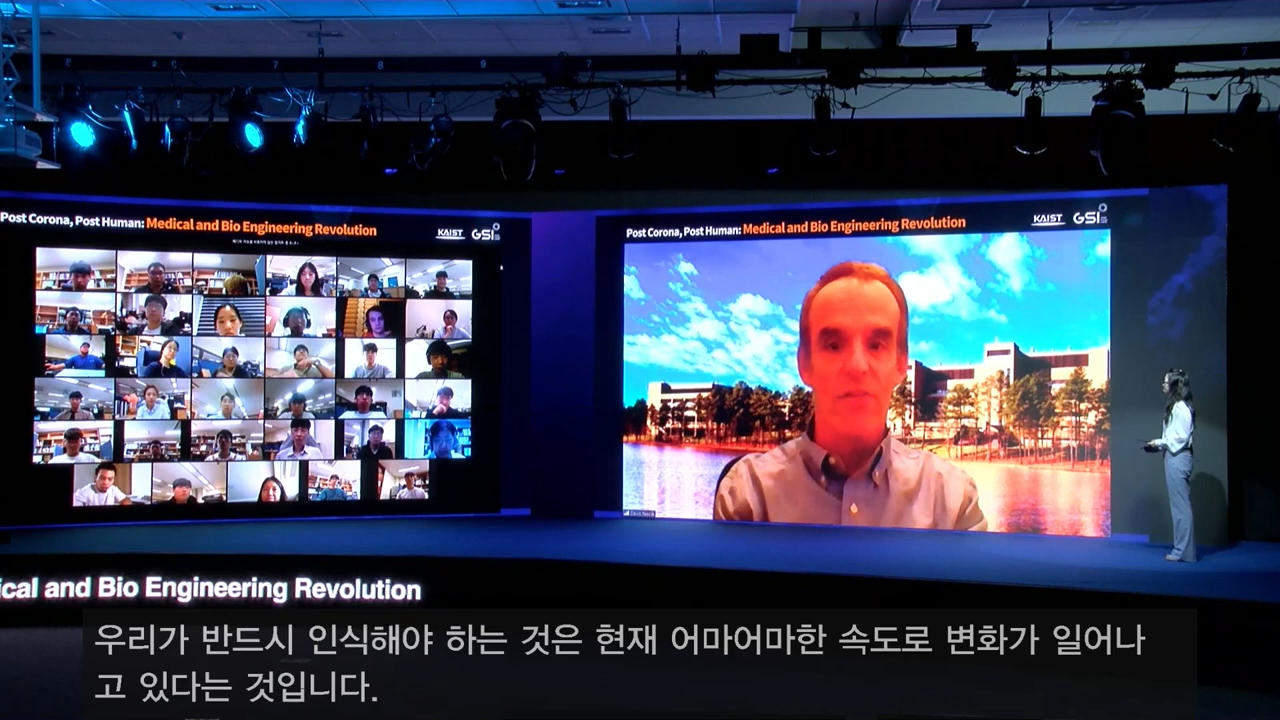 Post Corona, Post Human: Medical and Bio Engineering Revolution
KAIST GSI
Post Corona, Post Human: Medical and Bio Engineering Revolution
KAIST GSI
ical and Bio Engineering Revolution
우리가 반드시 인식해야 하는 것은 현재 어마어마한 속도로 변화가 일어나
고 있다는 것입니다.